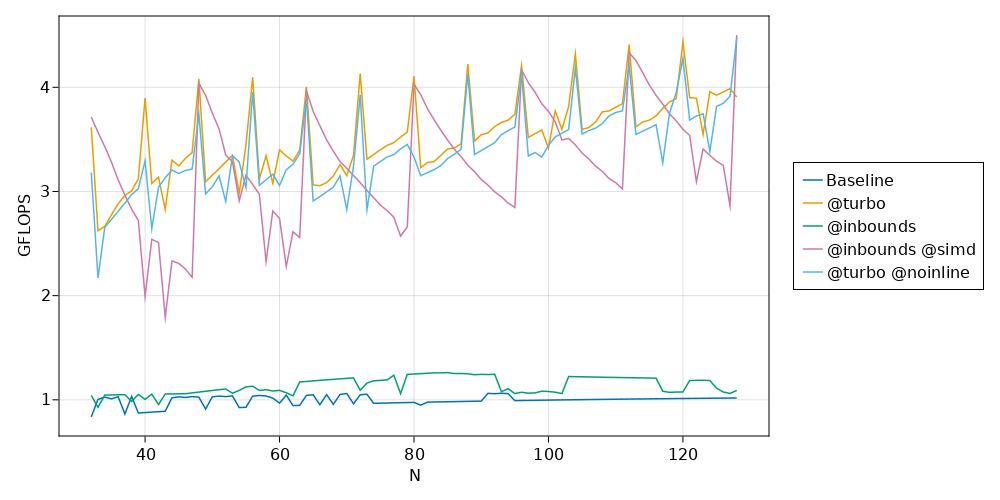 GFLOPS
4
3
2
1
40 60 80 100 120
N
Baseline
@turbo
@inbounds
@inbounds @simd
@turbo @noinline